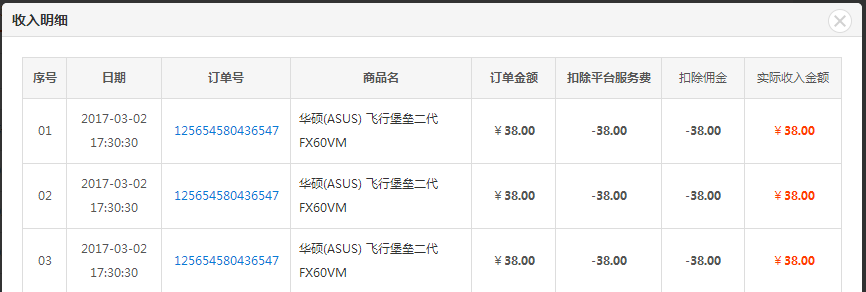 收入明细
序号 日期 订单号 商品名 订单金额 扣除平台服务费 扣除佣金 实际收入金额
01 2017-03-02 17:30:30 125654580436547 华硕(ASUS) 飞行堡垒二代 FX60VM ¥38.00 -38.00 -38.00 ¥38.00
02 2017-03-02 17:30:30 125654580436547 华硕(ASUS) 飞行堡垒二代 FX60VM ¥38.00 -38.00 -38.00 ¥38.00
03 2017-03-02 17:30:30 125654580436547 华硕(ASUS) 飞行堡垒二代 FX60VM ¥38.00 -38.00 -38.00 ¥38.00